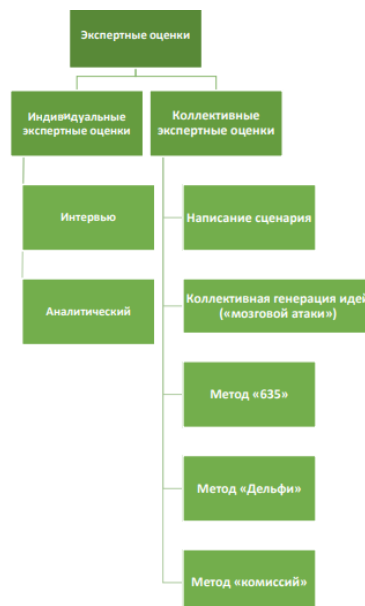 Экспертные оценки
Индивидуальные
экспертные оценки
Коллективные
экспертные оценки
Интервью
Аналитический
Написание сценария
Коллективная генерация идей
(«мозговой атаки»)
Метод «635»
Метод «Дельфи»
Метод «комиссий»